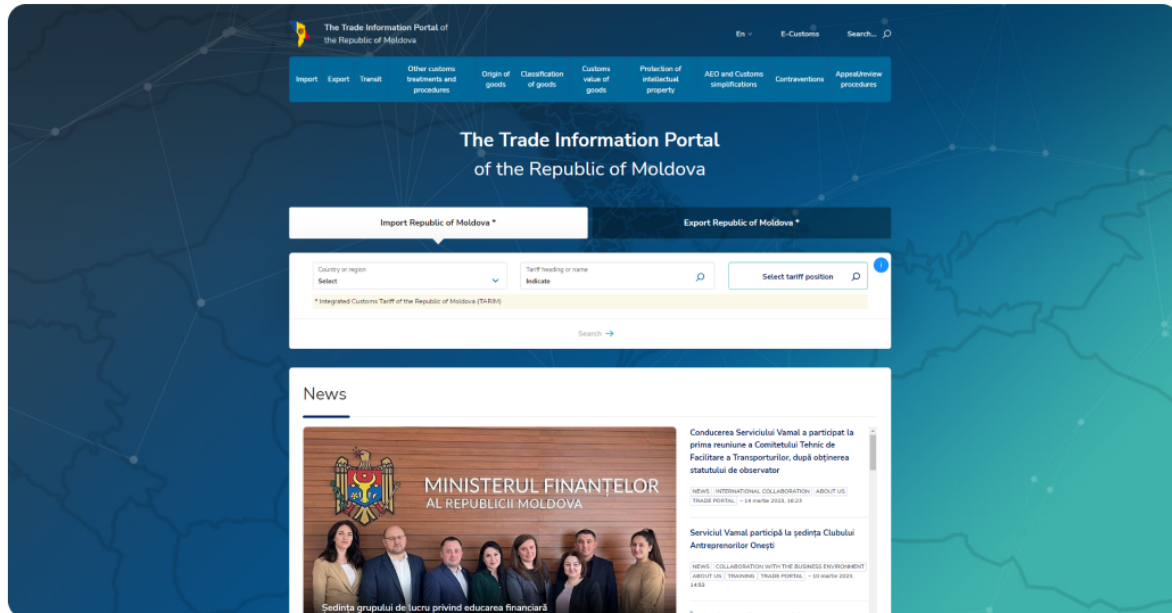 The Trade Information Portal of
the Republic of Moldova
En
E-Customs
Search...
Import
Export
Transit
Other customs
treatments and
procedures
Origin of
goods
Classification
of goods
Customs
value of
goods
Protection of
intellectual
property
AEO and Customs
simplifications
Contraventions
Appeal/review
procedures
The Trade Information Portal
of the Republic of Moldova
Import Republic of Moldova *
Export Republic of Moldova *
Country or region
Select
Tariff heading or name
Indicate
Select tariff position
i
* Integrated Customs Tariff of the Republic of Moldova (TARIM)
Search →
News
MINISTERUL FINANȚELOR
AL REPUBLICII MOLDOVA
Ședința grupului de lucru privind educarea financiară
Conducerea Serviciului Vamal a participat la
prima reuniune a Comitetului Tehnic de
Facilitare a Transporturilor, după obținerea
statutului de observator
NEWS INTERNATIONAL COLLABORATION ABOUT US
TRADE PORTAL - 14 martie 2023, 16:23
Serviciul Vamal participă la ședința Clubului
Antreprenorilor Onești
NEWS COLLABORATION WITH THE BUSINESS ENVIRONMENT
ABOUT US TRAINING TRADE PORTAL - 10 martie 2023,
14:53